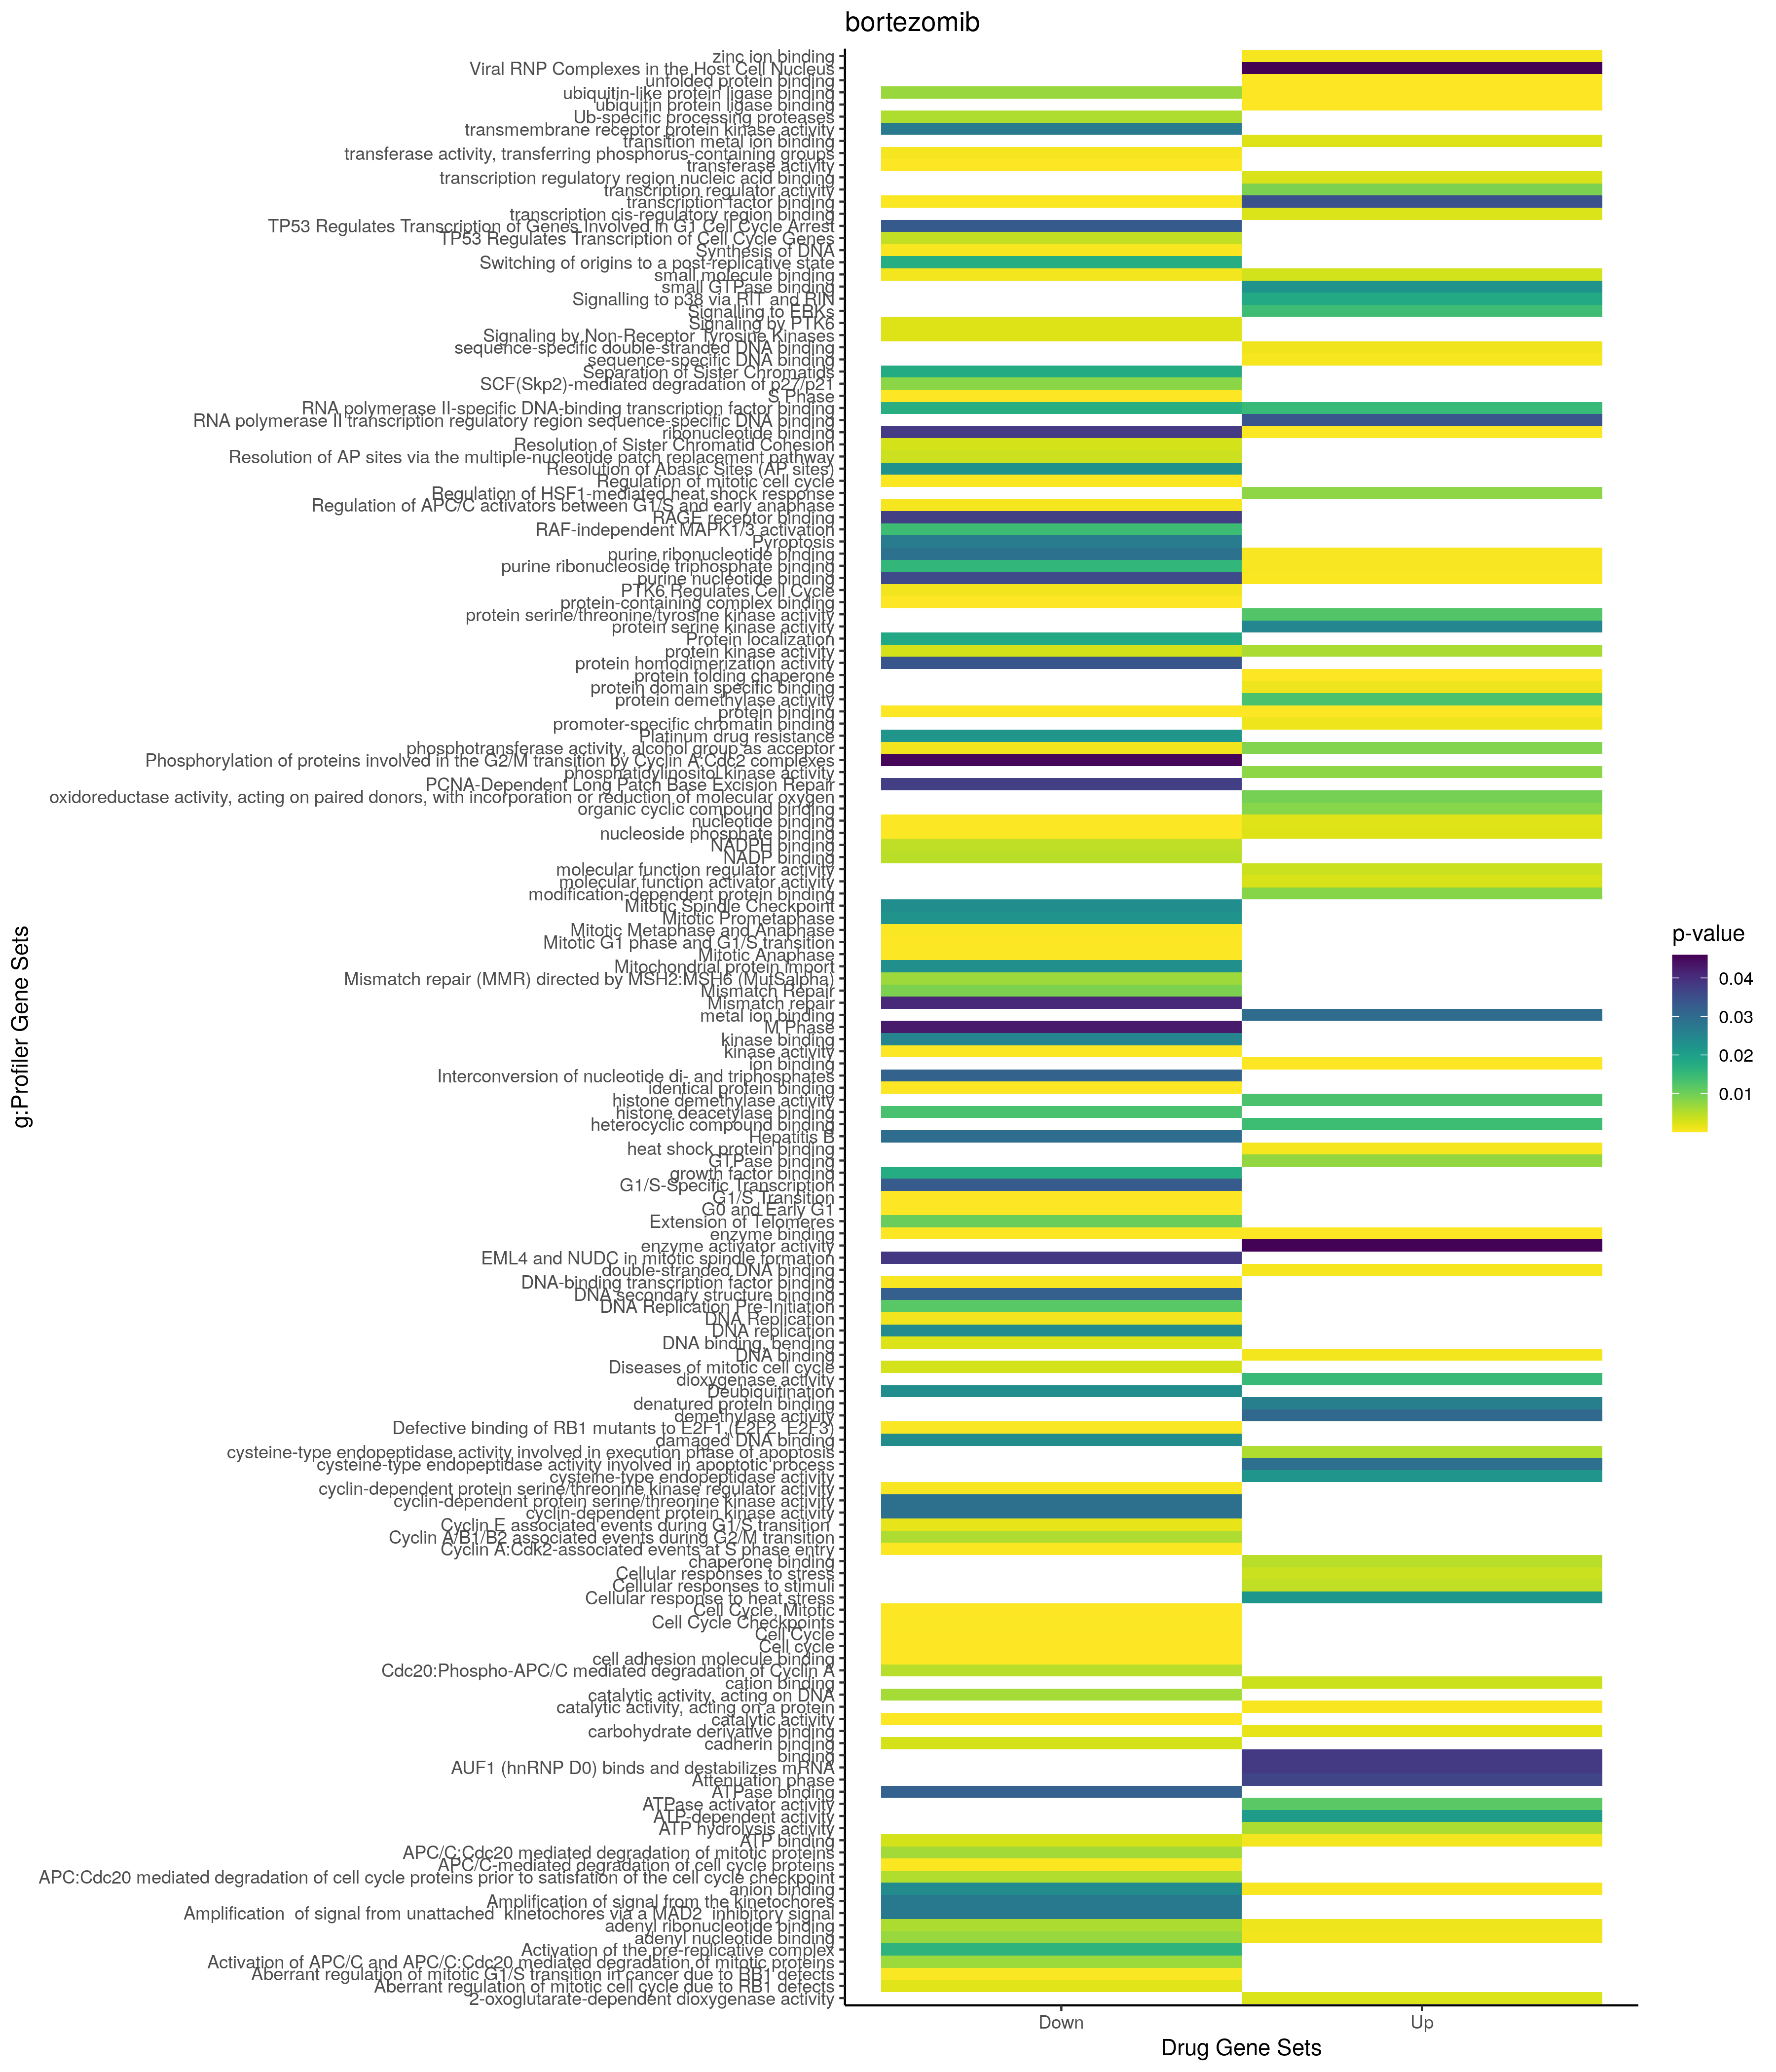 bortezomib
g:Profiler Gene Sets
zinc ion binding
Viral RNP Complexes in the Host Cell Nucleus
unfolded protein binding
ubiquitin-like protein ligase binding
ubiquitin protein ligase binding
Ub-specific processing proteases
transmembrane receptor protein kinase activity
transition metal ion binding
transferase activity, transferring phosphorus-containing groups
transferase activity
transcription regulatory region nucleic acid binding
transcription regulator activity
transcription factor binding
transcription cis-regulatory region binding
TP53 Regulates Transcription of Genes Involved in G1 Cell Cycle Arrest
TP53 Regulates Transcription of Cell Cycle Genes
Synthesis of DNA
Switching of origins to a post-replicative state
small molecule binding
small GTPase binding
Signalling to p38 via RIT and RIN
Signalling to ERKs
Signaling by PTK6
Signaling by Non-Receptor Tyrosine Kinases
sequence-specific double-stranded DNA binding
sequence-specific DNA binding
Separation of Sister Chromatids
SCF(Skp2)-mediated degradation of p27/p21
S Phase
RNA polymerase II-specific DNA-binding transcription factor binding
RNA polymerase II transcription regulatory region sequence-specific DNA binding
ribonucleotide binding
Resolution of Sister Chromatid Cohesion
Resolution of AP sites via the multiple-nucleotide patch replacement pathway
Resolution of Abasic Sites (AP sites)
Regulation of mitotic cell cycle
Regulation of HSF1-mediated heat shock response
Regulation of APC/C activators between G1/S and early anaphase
RAGE receptor binding
RAF-independent MAPK1/3 activation
Pyroptosis
purine ribonucleotide binding
purine ribonucleoside triphosphate binding
purine nucleotide binding
PTK6 Regulates Cell Cycle
protein-containing complex binding
protein serine/threonine/tyrosine kinase activity
protein serine kinase activity
Protein localization
protein kinase activity
protein homodimerization activity
protein folding chaperone
protein domain specific binding
protein demethylase activity
protein binding
promoter-specific chromatin binding
Platinum drug resistance
phosphotransferase activity, alcohol group as acceptor
Phosphorylation of proteins involved in the G2/M transition by Cyclin A:Cdc2 complexes
phosphatidylinositol kinase activity
PCNA-Dependent Long Patch Base Excision Repair
oxidoreductase activity, acting on paired donors, with incorporation or reduction of molecular oxygen
organic cyclic compound binding
nucleotide binding
nucleoside phosphate binding
NADPH binding
NADP binding
molecular function regulator activity
molecular function activator activity
modification-dependent protein binding
Mitotic Spindle Checkpoint
Mitotic Prometaphase
Mitotic Metaphase and Anaphase
Mitotic G1 phase and G1/S transition
Mitotic Anaphase
Mitochondrial protein import
Mismatch repair (MMR) directed by MSH2:MSH6 (MutSalpha)
Mismatch Repair
Mismatch repair
metal ion binding
M Phase
kinase binding
kinase activity
ion binding
Interconversion of nucleotide di- and triphosphates
identical protein binding
histone demethylase activity
histone deacetylase binding
heterocyclic compound binding
Hepatitis B
heat shock protein binding
GTPase binding
growth factor binding
G1/S-Specific Transcription
G1/S Transition
G0 and Early G1
Extension of Telomeres
enzyme binding
enzyme activator activity
EML4 and NUDC in mitotic spindle formation
double-stranded DNA binding
DNA-binding transcription factor binding
DNA secondary structure binding
DNA Replication Pre-Initiation
DNA Replication
DNA replication
DNA binding, bending
DNA binding
Diseases of mitotic cell cycle
dioxygenase activity
Deubiquitination
denatured protein binding
demethylase activity
Defective binding of RB1 mutants to E2F1,(E2F2, E2F3)
damaged DNA binding
cysteine-type endopeptidase activity involved in execution phase of apoptosis
cysteine-type endopeptidase activity involved in apoptotic process
cysteine-type endopeptidase activity
cyclin-dependent protein serine/threonine kinase regulator activity
cyclin-dependent protein serine/threonine kinase activity
cyclin-dependent protein kinase activity
Cyclin E associated events during G1/S transition
Cyclin A/B1/B2 associated events during G2/M transition
Cyclin A:Cdk2-associated events at S phase entry
chaperone binding
Cellular responses to stress
Cellular responses to stimuli
Cellular response to heat stress
Cell Cycle, Mitotic
Cell Cycle Checkpoints
Cell Cycle
Cell cycle
cell adhesion molecule binding
Cdc20:Phospho-APC/C mediated degradation of Cyclin A
cation binding
catalytic activity, acting on DNA
catalytic activity, acting on a protein
catalytic activity
carbohydrate derivative binding
cadherin binding
binding
AUF1 (hnRNP D0) binds and destabilizes mRNA
Attenuation phase
ATPase binding
ATPase activator activity
ATP-dependent activity
ATP hydrolysis activity
ATP binding
APC/C:Cdc20 mediated degradation of mitotic proteins
APC/C-mediated degradation of cell cycle proteins
APC:Cdc20 mediated degradation of cell cycle proteins prior to satisfation of the cell cycle checkpoint
anion binding
Amplification of signal from the kinetochores
Amplification  of signal from unattached  kinetochores via a MAD2  inhibitory signal
adenyl ribonucleotide binding
adenyl nucleotide binding
Activation of the pre-replicative complex
Activation of APC/C and APC/C:Cdc20 mediated degradation of mitotic proteins
Aberrant regulation of mitotic G1/S transition in cancer due to RB1 defects
Aberrant regulation of mitotic cell cycle due to RB1 defects
2-oxoglutarate-dependent dioxygenase activity
Down
Up
Drug Gene Sets
p-value
0.04
0.03
0.02
0.01